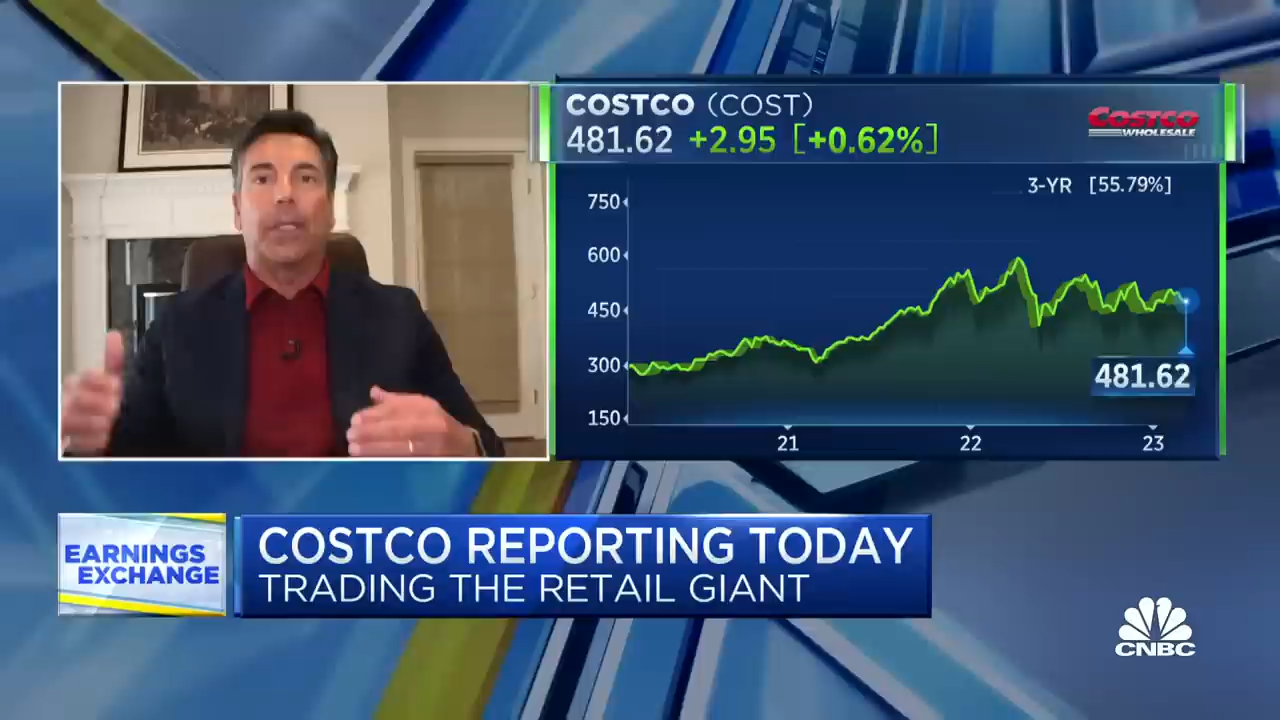 COSTCO (COST)
481.62 +2.95 [+0.62%]
COSTCO
WHOLESALE
3-YR [55.79%]
750
600
450
300
150
481.62
21 22 23
EARNINGS
EXCHANGE
COSTCO REPORTING TODAY
TRADING THE RETAIL GIANT
CNBC